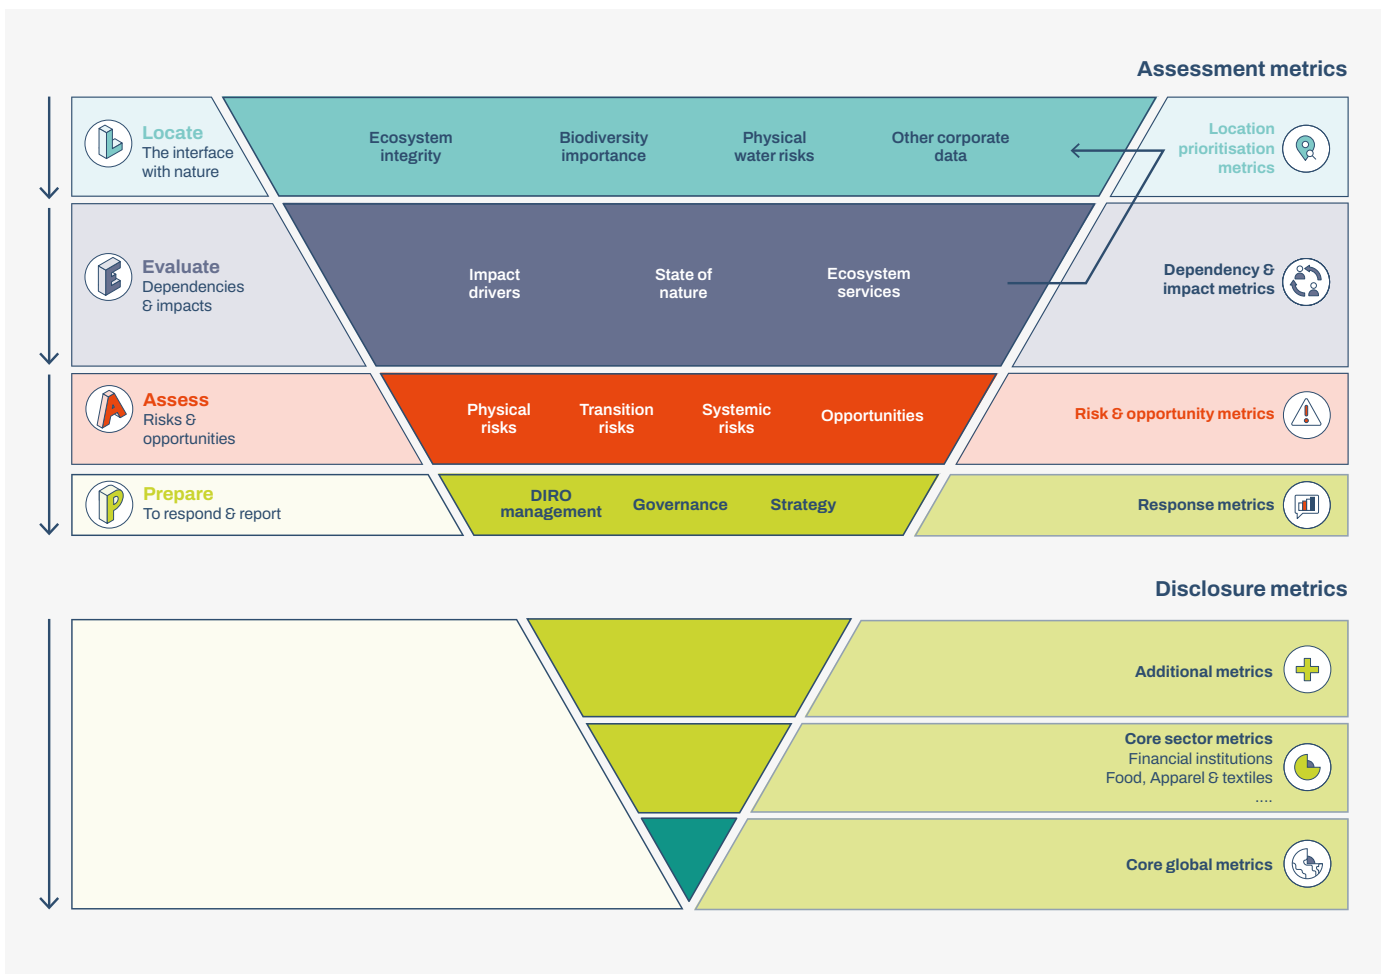 Assessment metrics
Locate
The interface
with nature
Ecosystem
integrity
Biodiversity
importance
Physical
water risks
Other corporate
data
Location
prioritisation
metrics
Evaluate
Dependencies
& impacts
Impact
drivers
State of
nature
Ecosystem
services
Dependency &
impact metrics
Assess
Risks &
opportunities
Physical
risks
Transition
risks
Systemic
risks
Opportunities
Risk & opportunity metrics
Prepare
To respond & report
DIRO
management
Governance
Strategy
Response metrics
Disclosure metrics
Additional metrics
Core sector metrics
Financial institutions
Food, Apparel & textiles
....
Core global metrics